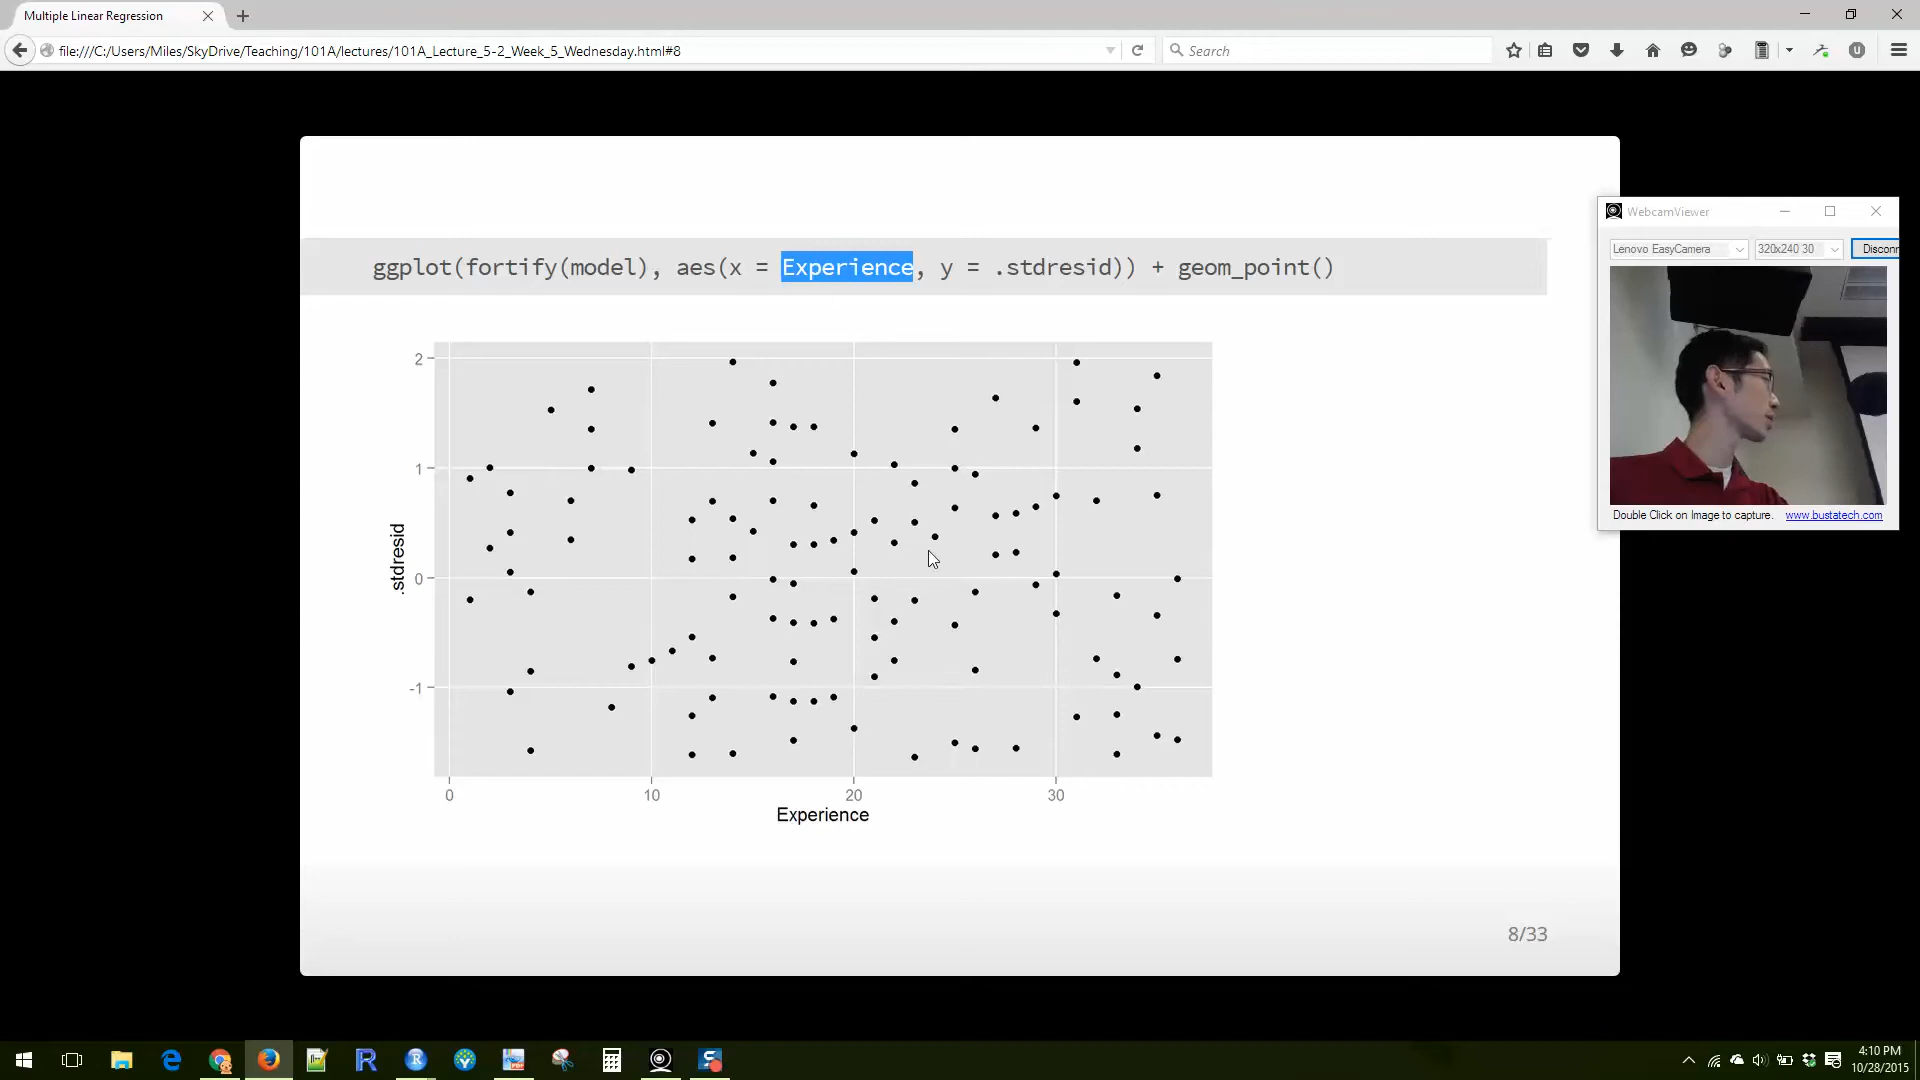 Multiple Linear Regression
file:///C:/Users/Miles/SkyDrive/Teaching/101A/lectures/101A_Lecture_5-2_Week_5_Wednesday.html#8
Search
ggplot(fortify(model), aes(x = Experience, y = .stdresid)) + geom_point()
WebcamViewer
Lenovo EasyCamera
320x240 30
Disconn
Double Click on Image to capture.
www.bustatech.com
2
1
0
-1
.stdresid
0
10
20
30
Experience
8/33
4:10 PM
10/28/2015